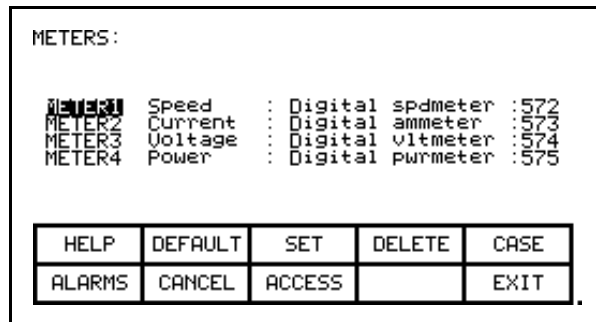 METERS:
METER1 Speed : Digital spdmeter :572
METER2 Current : Digital ammeter :573
METER3 Voltage : Digital vltmeter :574
METER4 Power : Digital pwrmeter :575
HELP DEFAULT SET DELETE CASE
ALARMS CANCEL ACCESS EXIT